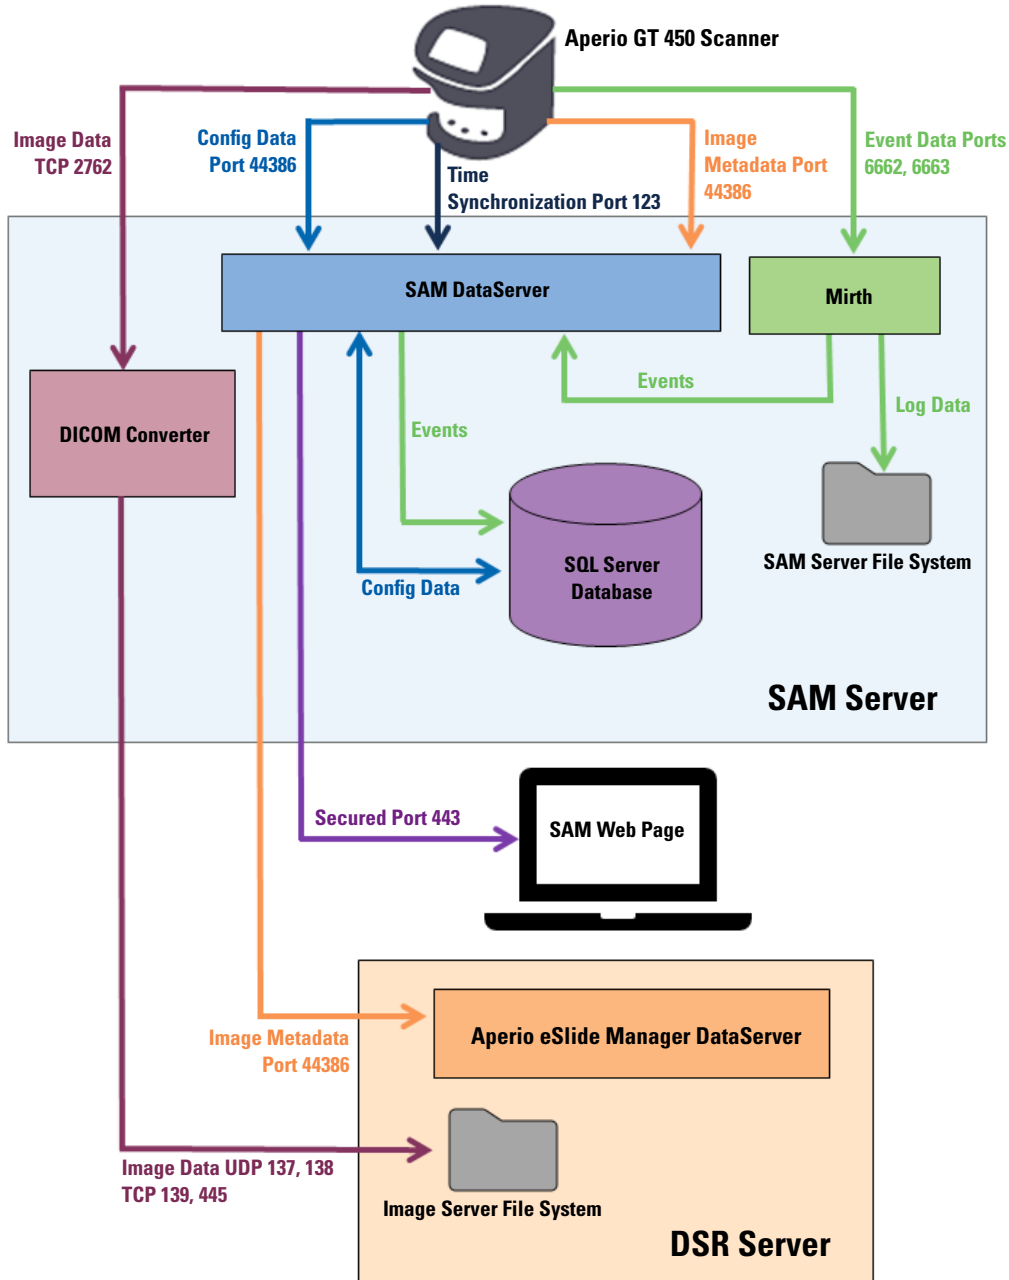 Aperio GT 450 Scanner
Image Data
TCP 2762
Config Data
Port 44386
Time
Synchronization Port 123
Image
Metadata Port
44386
Event Data Ports
6662, 6663
SAM DataServer
Mirth
Events
Log Data
DICOM Converter
Events
SQL Server
Database
SAM Server File System
Config Data
SAM Server
Secured Port 443
SAM Web Page
Image Metadata
Port 44386
Aperio eSlide Manager DataServer
Image Data UDP 137, 138
TCP 139, 445
Image Server File System
DSR Server